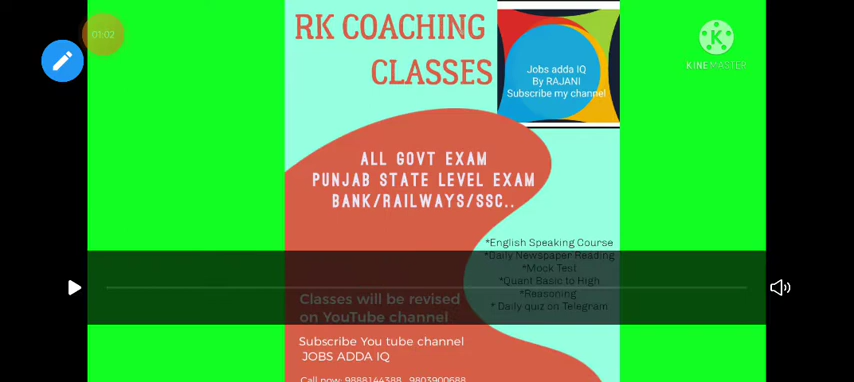 01:02
RK COACHING
CLASSES
Jobs adda IQ
By RAJANI
Subscribe my channel
K
KINEMASTER
ALL GOVT EXAM
PUNJAB STATE LEVEL EXAM
BANK/RAILWAYS/SSC..
*English Speaking Course
*Daily Newspaper Reading
*Mock Test
*Quant Basic to High
*Reasoning
* Daily quiz on Telegram
Classes will be revised
on YouTube channel
Subscribe You tube channel
JOBS ADDA IQ
Call now: 9888144388 , 9803900688